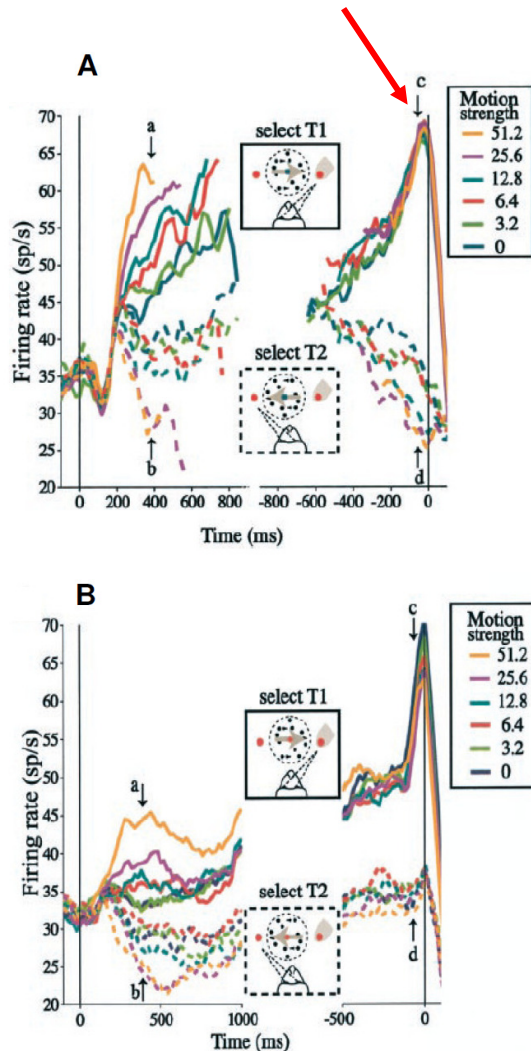 A
c
a
select T1
Motion
strength
51.2
25.6
12.8
6.4
3.2
0
70
65
60
55
50
45
40
35
30
25
20
Firing rate (sp/s)
select T2
b
d
0 200 400 600 800 -800 -600 -400 -200 0
Time (ms)
B
c
a
select T1
Motion
strength
51.2
25.6
12.8
6.4
3.2
0
70
65
60
55
50
45
40
35
30
25
20
Firing rate (sp/s)
select T2
b
d
0 500 1000 -500 0
Time (ms)